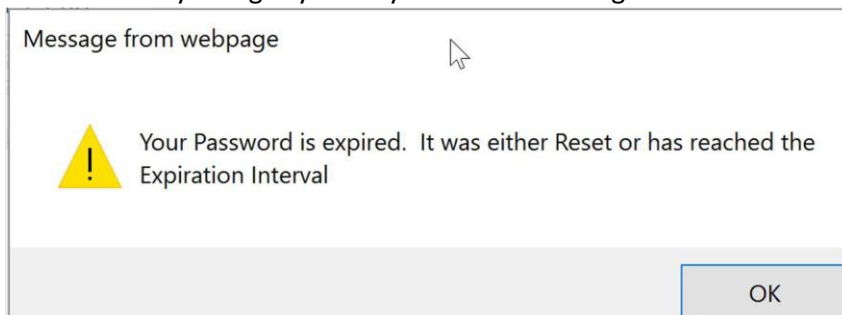 Message from webpage
Your Password is expired. It was either Reset or has reached the
Expiration Interval
OK